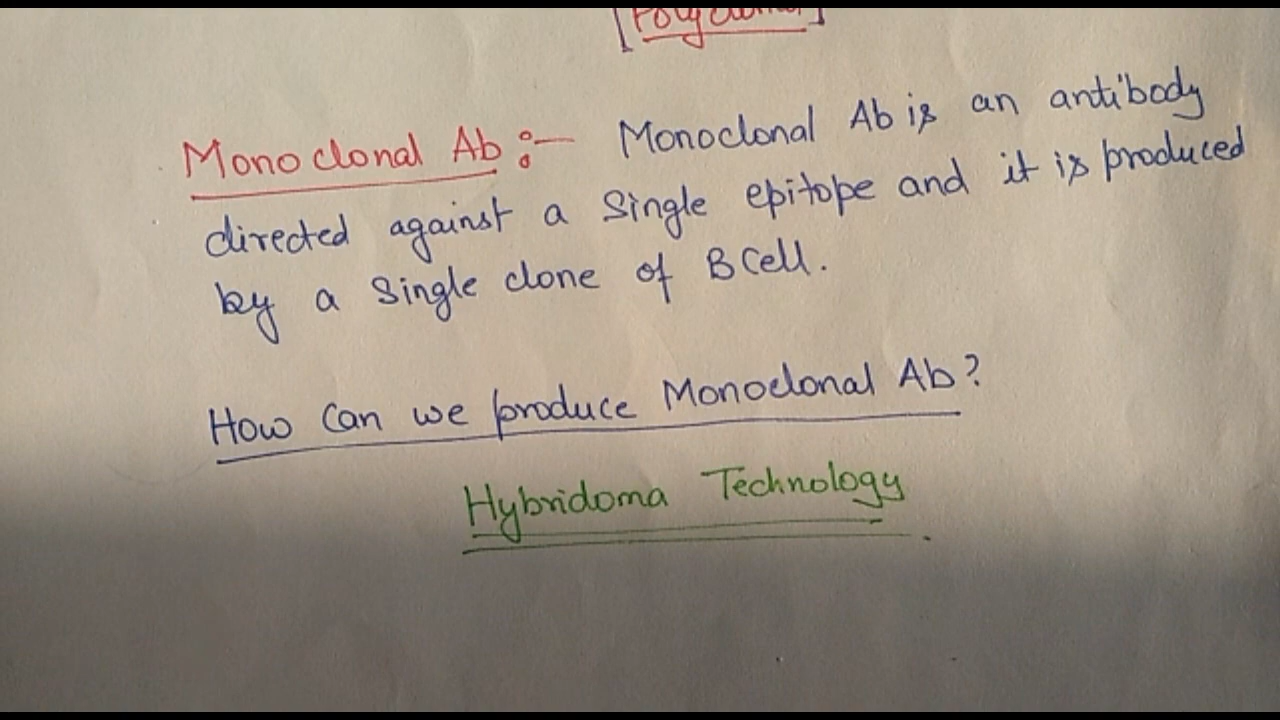 [Polyclonal]
Monoclonal Ab :- Monoclonal Ab is an antibody
directed against a Single epitope and it is produced
by a Single clone of B Cell.
How Can we produce Monoclonal Ab?
Hybridoma Technology